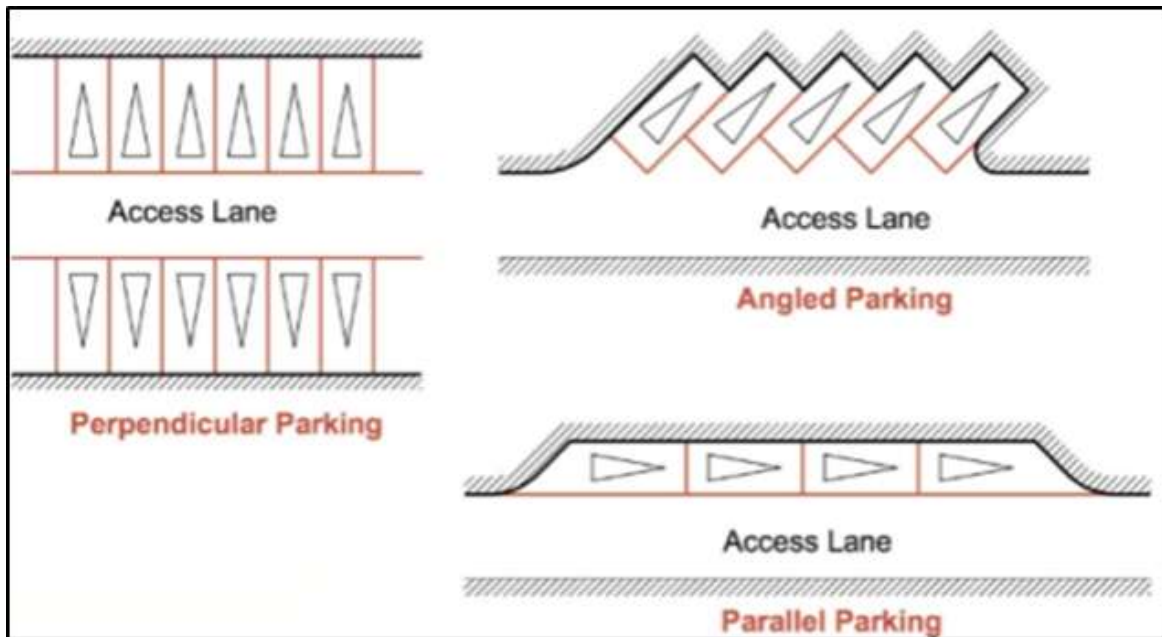 Access Lane
Perpendicular Parking
Access Lane
Angled Parking
Access Lane
Parallel Parking